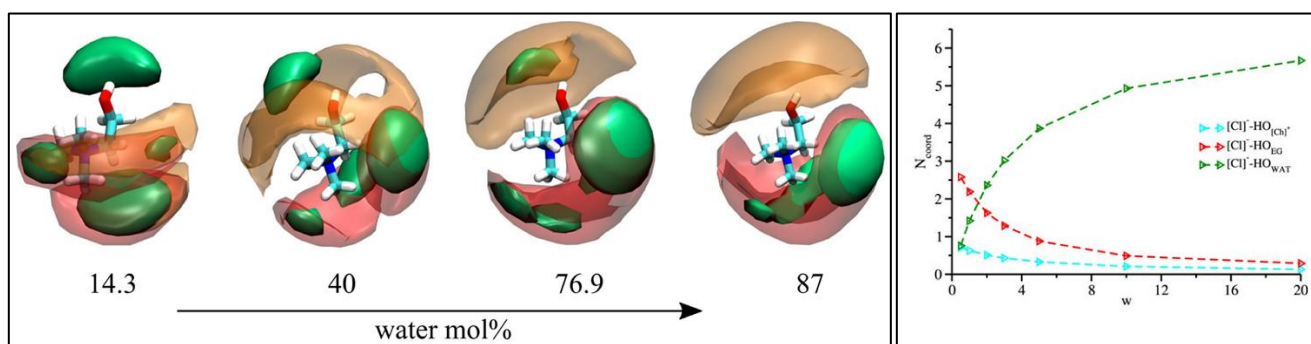 14.3
40
76.9
87
water mol%
6
5
4
3
2
1
0
N_coord
[Cl]⁻-HO_[Ch]⁺
[Cl]⁻-HO_EG
[Cl]⁻-HO_WAT
0 4 8 12 16 20
w